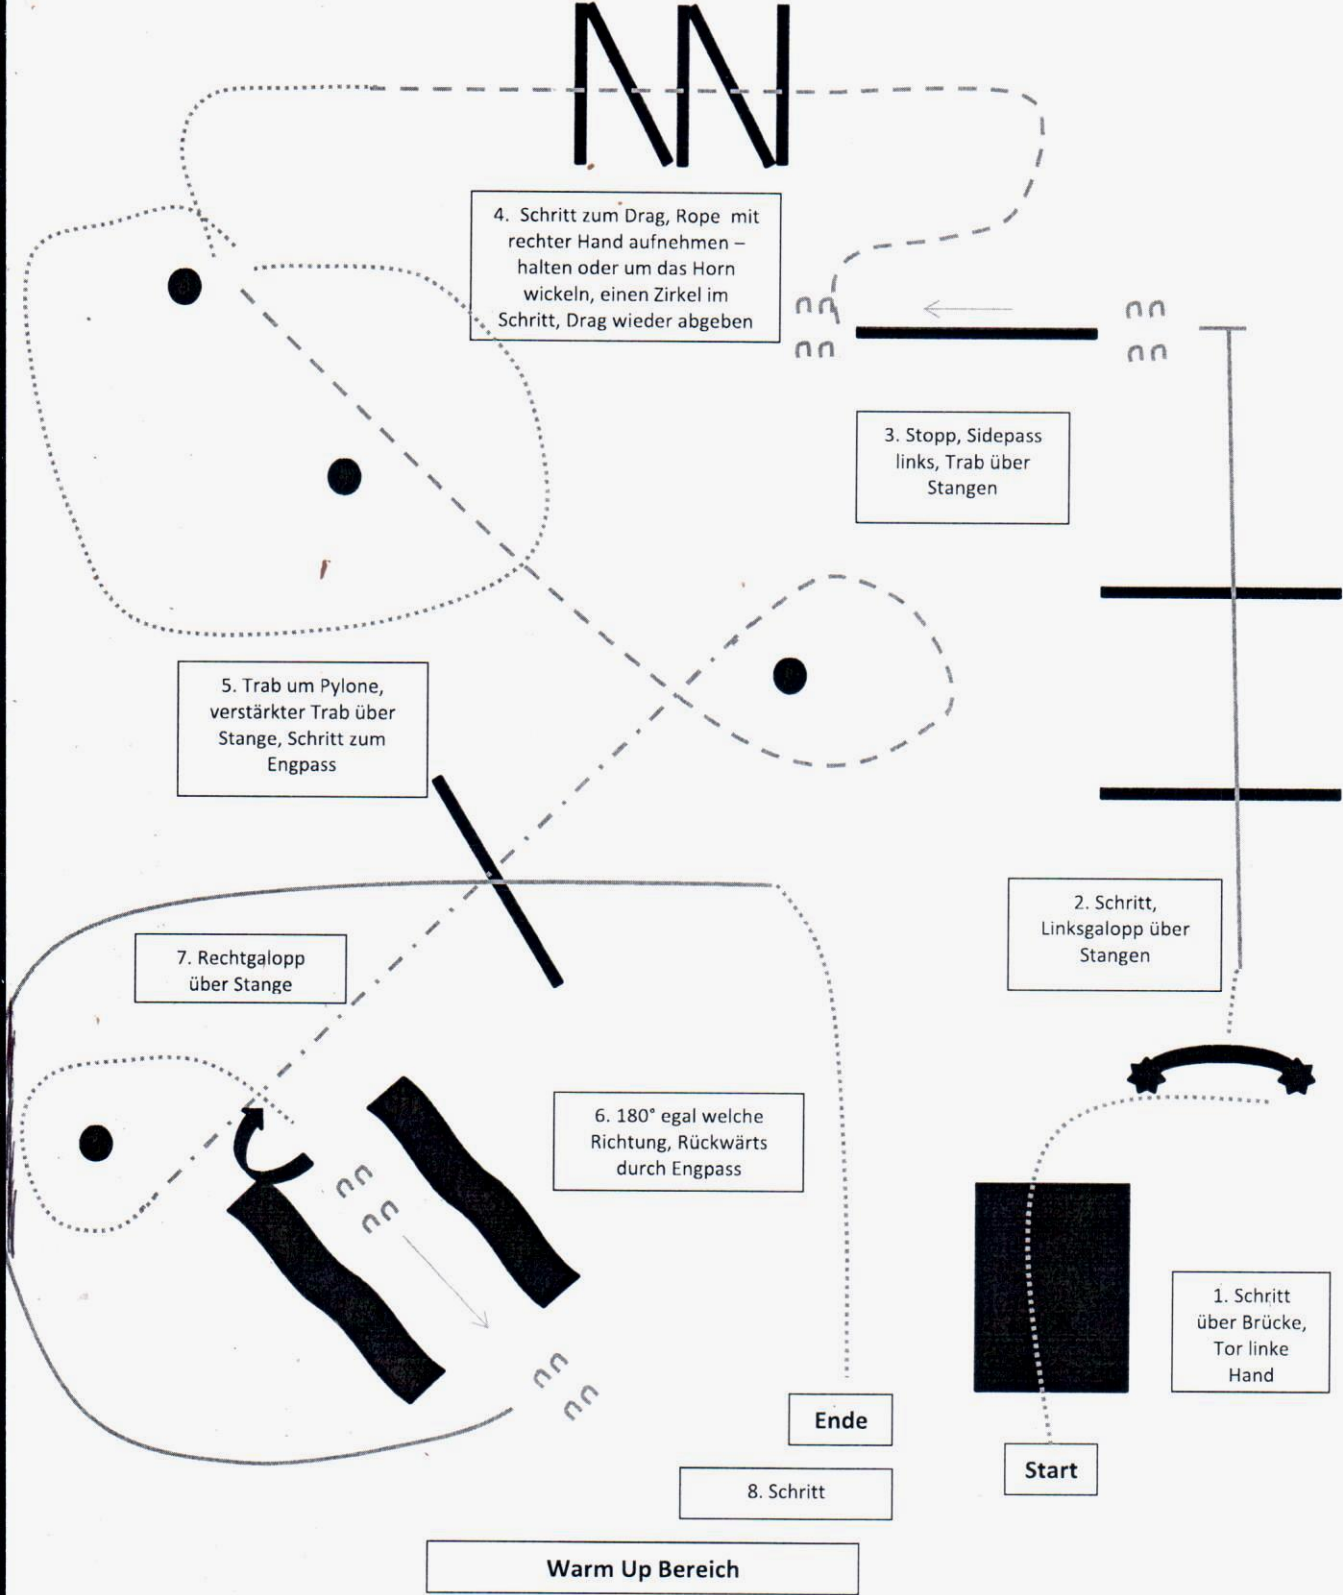 4. Schritt zum Drag, Rope mit
rechter Hand aufnehmen –
halten oder um das Horn
wickeln, einen Zirkel im
Schritt, Drag wieder abgeben
3. Stopp, Sidepass
links, Trab über
Stangen
5. Trab um Pylone,
verstärkter Trab über
Stange, Schritt zum
Engpass
2. Schritt,
Linksgalopp über
Stangen
7. Rechtgalopp
über Stange
6. 180° egal welche
Richtung, Rückwärts
durch Engpass
1. Schritt
über Brücke,
Tor linke
Hand
Ende
Start
8. Schritt
Warm Up Bereich